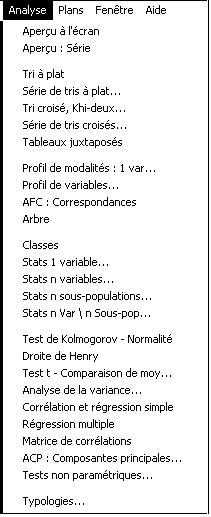 Analyse Plans Fenêtre Aide
Aperçu à l'écran
Aperçu : Série
Tri à plat
Série de tris à plat...
Tri croisé, Khi-deux...
Série de tris croisés...
Tableaux juxtaposés
Profil de modalités : 1 var...
Profil de variables...
AFC : Correspondances
Arbre
Classes
Stats 1 variable...
Stats n variables...
Stats n sous-populations...
Stats n Var \ n Sous-pop...
Test de Kolmogorov - Normalité
Droite de Henry
Test t - Comparaison de moy...
Analyse de la variance...
Corrélation et régression simple
Régression multiple
Matrice de corrélations
ACP : Composantes principales...
Tests non paramétriques...
Typologies...